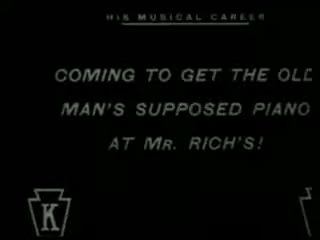 HIS MUSICAL CAREER
COMING TO GET THE OLD
MAN'S SUPPOSED PIANO
AT MR. RICH'S!
K